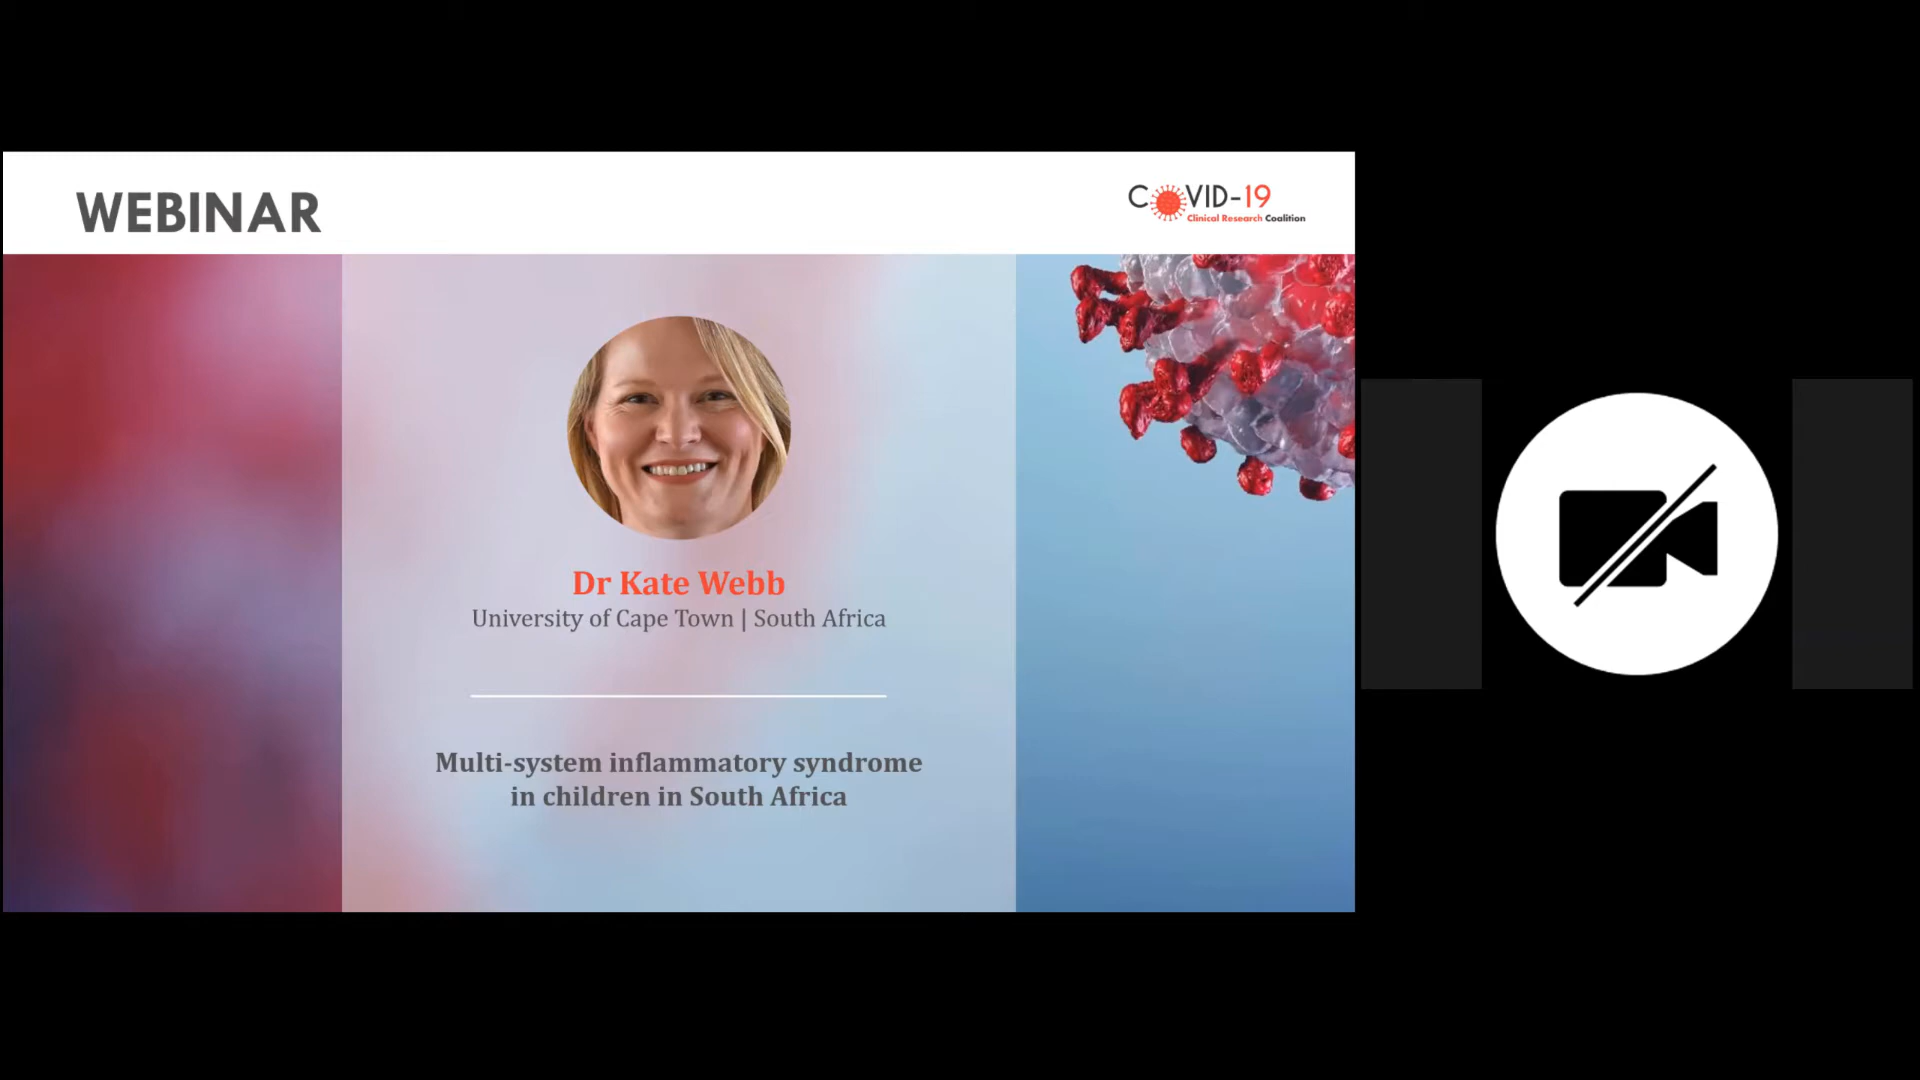 WEBINAR
COVID-19
Clinical Research Coalition
Dr Kate Webb
University of Cape Town | South Africa
Multi-system inflammatory syndrome
in children in South Africa